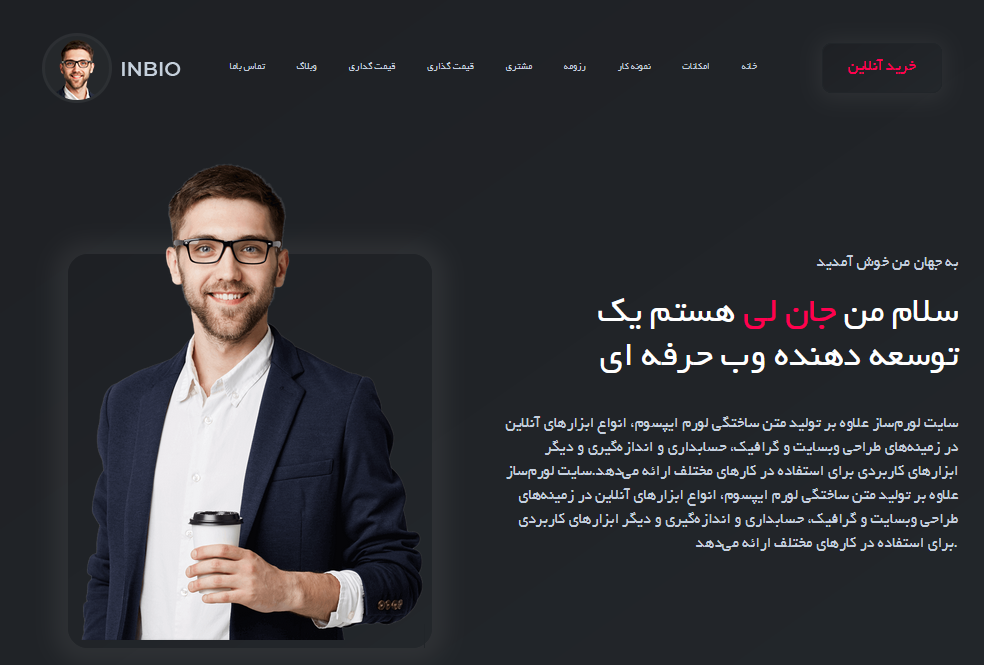 INBIO
خانه
امکانات
نمونه کار
رزومه
مشتری
قیمت گذاری
قیمت گذاری
وبلاگ
تماس باما
خرید آنلاین
به جهان من خوش آمدید
سلام من جان لی هستم یک
توسعه دهنده وب حرفه ای
سایت لورم‌ساز علاوه بر تولید متن ساختگی لورم ایپسوم، انواع ابزارهای آنلاین
در زمینه‌های طراحی وبسایت و گرافیک، حسابداری و اندازه‌گیری و دیگر
ابزارهای کاربردی برای استفاده در کارهای مختلف ارائه می‌دهد.سایت لورم‌ساز
علاوه بر تولید متن ساختگی لورم ایپسوم، انواع ابزارهای آنلاین در زمینه‌های
طراحی وبسایت و گرافیک، حسابداری و اندازه‌گیری و دیگر ابزارهای کاربردی
.برای استفاده در کارهای مختلف ارائه می‌دهد